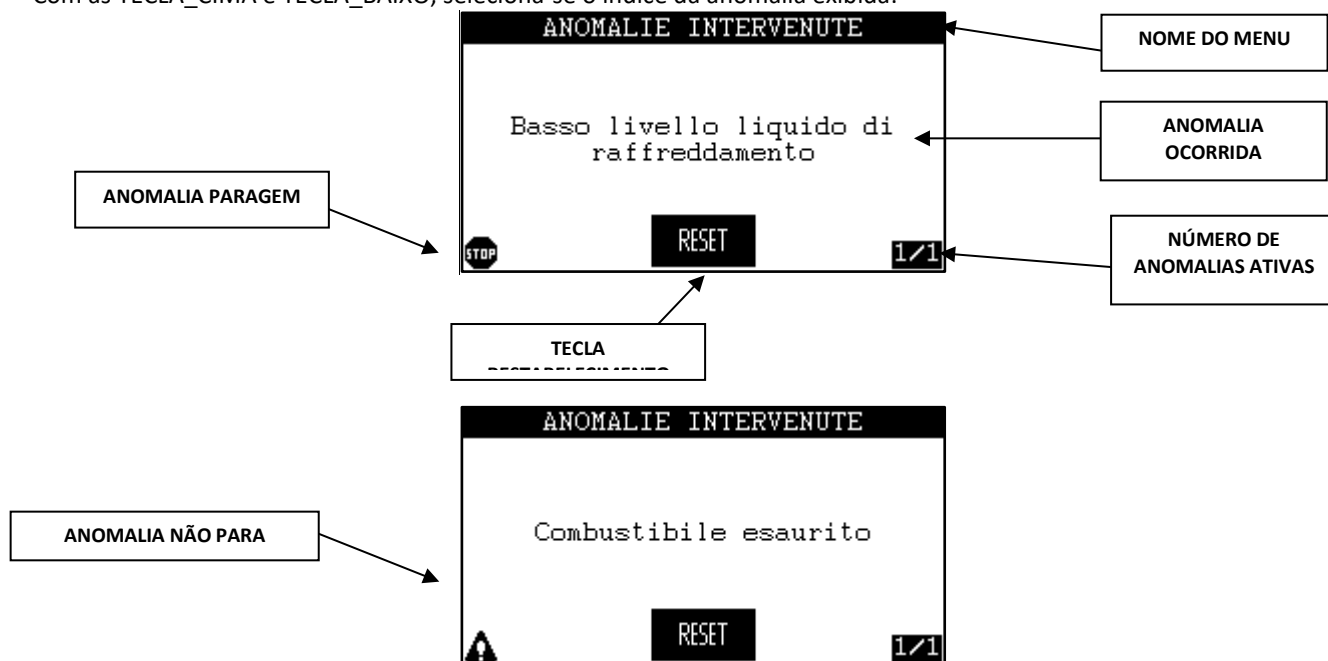 Com as TECLA_CIMA e TECLA_BAIXO, seleciona-se o índice da anomalia exibida.
ANOMALIE INTERVENUTE
NOME DO MENU
Basso livello liquido di
raffreddamento
ANOMALIA
OCORRIDA
ANOMALIA PARAGEM
STOP
RESET
1/1
NÚMERO DE
ANOMALIAS ATIVAS
TECLA
RESTABELECIMENTO
ANOMALIE INTERVENUTE
ANOMALIA NÃO PARA
Combustibile esaurito
RESET
1/1